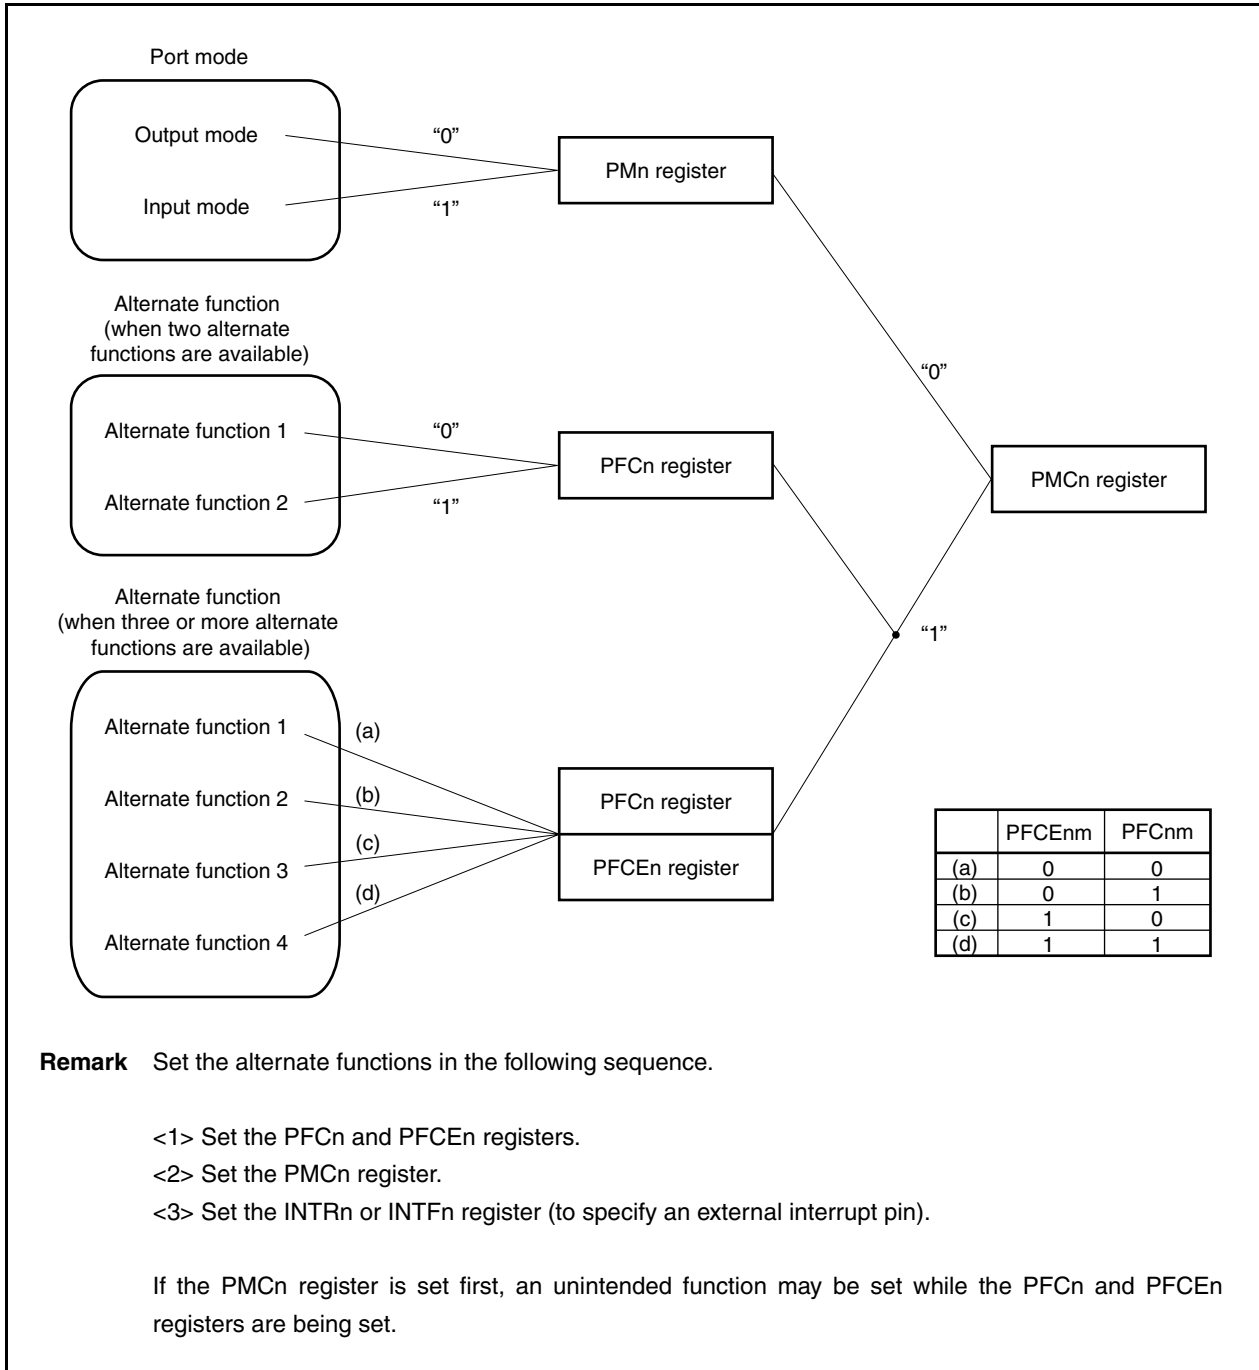 Port mode
Output mode
Input mode
“0”
“1”
PMn register
Alternate function
(when two alternate
functions are available)
Alternate function 1
Alternate function 2
“0”
“1”
PFCn register
“0”
PMCn register
“1”
Alternate function
(when three or more alternate
functions are available)
Alternate function 1
Alternate function 2
Alternate function 3
Alternate function 4
(a)
(b)
(c)
(d)
PFCn register
PFCEn register
PFCEnm PFCnm
(a) 0 0
(b) 0 1
(c) 1 0
(d) 1 1
Remark Set the alternate functions in the following sequence.
<1> Set the PFCn and PFCEn registers.
<2> Set the PMCn register.
<3> Set the INTRn or INTFn register (to specify an external interrupt pin).
If the PMCn register is set first, an unintended function may be set while the PFCn and PFCEn
registers are being set.